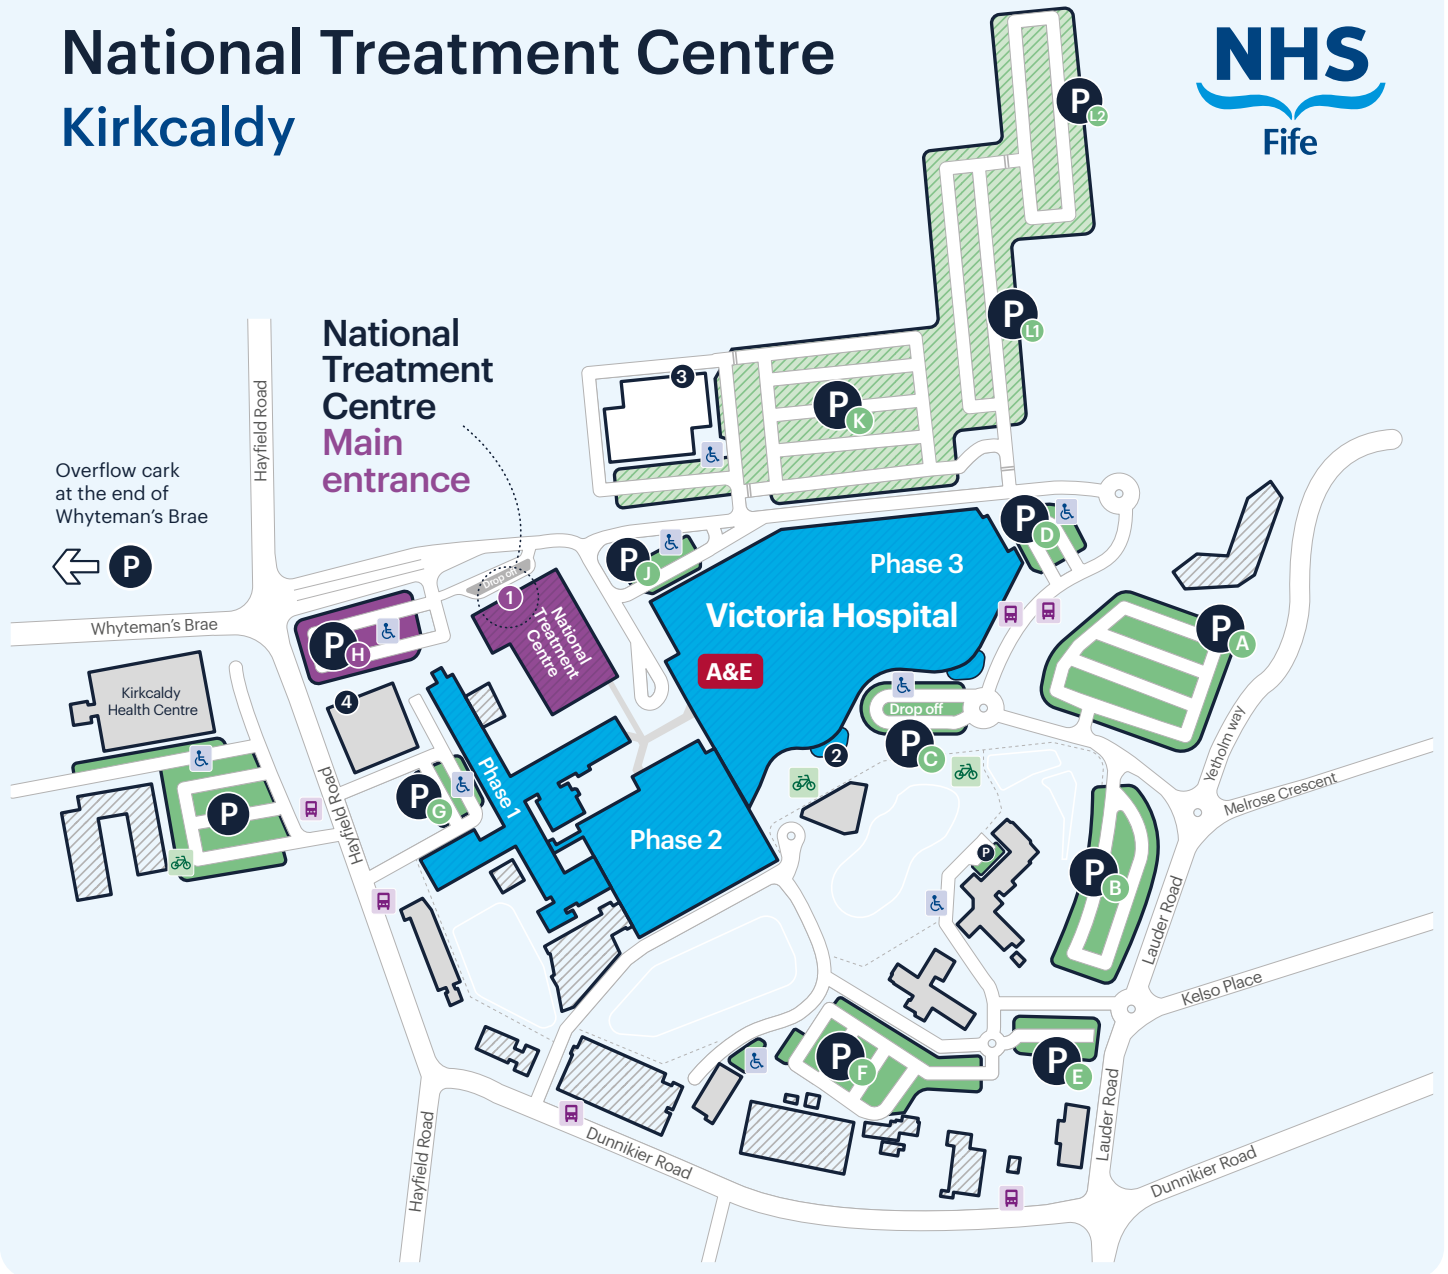 National Treatment Centre
Kirkcaldy
NHS
Fife
P
L2
P
L1
National
Treatment
Centre
Main
entrance
3
P
K
Hayfield Road
Overflow cark
at the end of
Whyteman's Brae
P
P
D
P
J
Phase 3
Victoria Hospital
A&E
Drop off
1
National
Treatment
Centre
Whyteman's Brae
P
H
P
A
Kirkcaldy
Health Centre
4
Drop off
P
C
2
Yetholm way
Melrose Crescent
Hayfield Road
P
P
G
Phase 1
Phase 2
P
P
B
Lauder Road
Kelso Place
P
F
P
E
Lauder Road
Hayfield Road
Dunnikier Road
Dunnikier Road